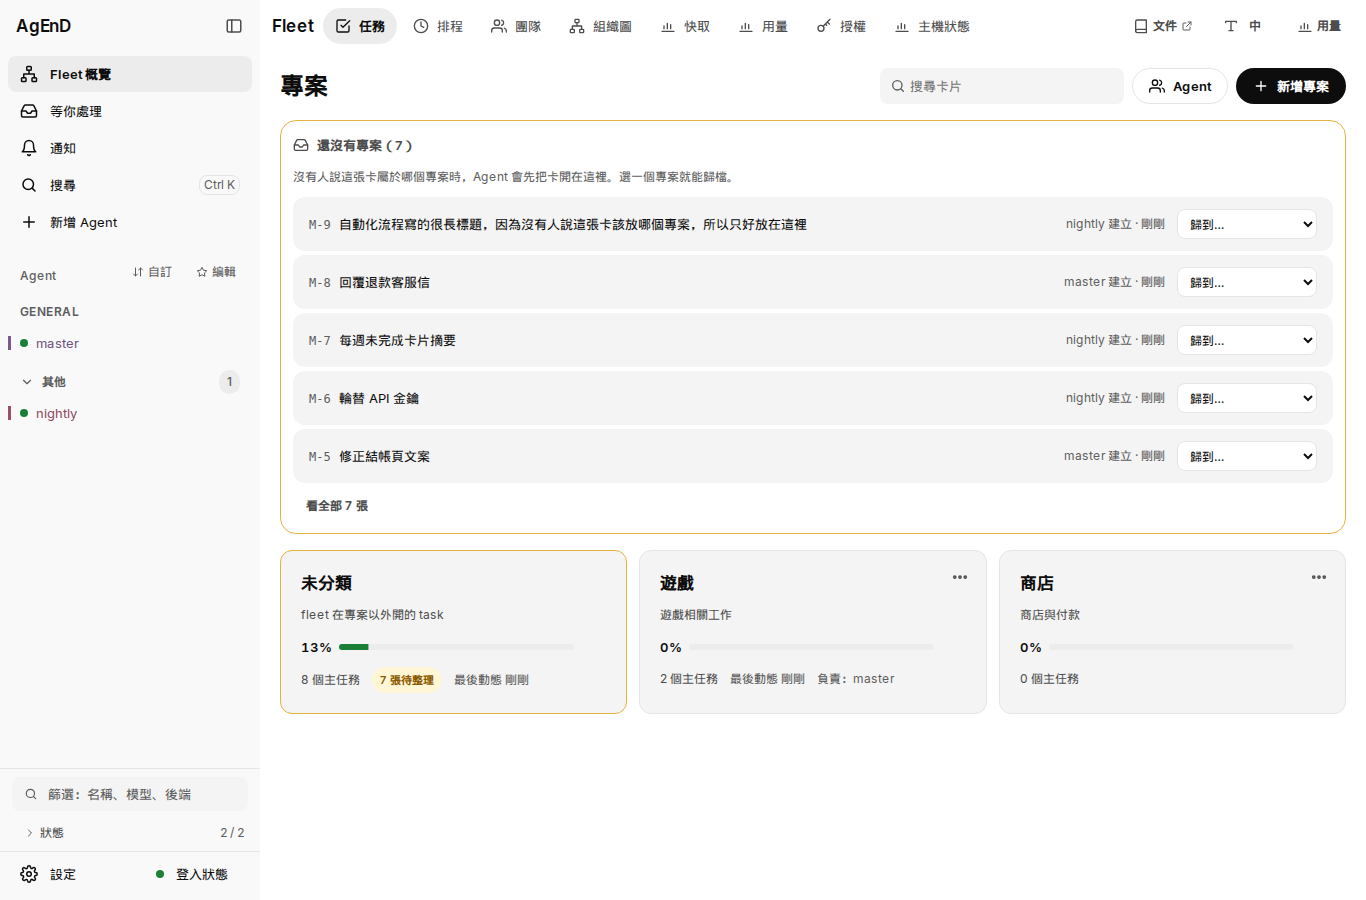 AgEnD
Fleet 概覽
等你處理
通知
搜尋 Ctrl K
新增 Agent
Agent 自訂 編輯
GENERAL
master
其他 1
nightly
篩選：名稱、模型、後端
狀態 2 / 2
設定 登入狀態
Fleet 任務 排程 團隊 組織圖 快取 用量 授權 主機狀態 文件 中 用量
專案 搜尋卡片 Agent 新增專案
還沒有專案（7）
沒有人說這張卡屬於哪個專案時，Agent 會先把卡開在這裡。選一個專案就能歸檔。
M-9 自動化流程寫的很長標題，因為沒有人說這張卡該放哪個專案，所以只好放在這裡 nightly 建立 · 剛剛 歸到...
M-8 回覆退款客服信 master 建立 · 剛剛 歸到...
M-7 每週未完成卡片摘要 nightly 建立 · 剛剛 歸到...
M-6 輪替 API 金鑰 nightly 建立 · 剛剛 歸到...
M-5 修正結帳頁文案 master 建立 · 剛剛 歸到...
看全部 7 張
未分類
fleet 在專案以外開的 task
13%
8 個主任務 7 張待整理 最後動態 剛剛
遊戲
遊戲相關工作
0%
2 個主任務 最後動態 剛剛 負責：master
商店
商店與付款
0%
0 個主任務